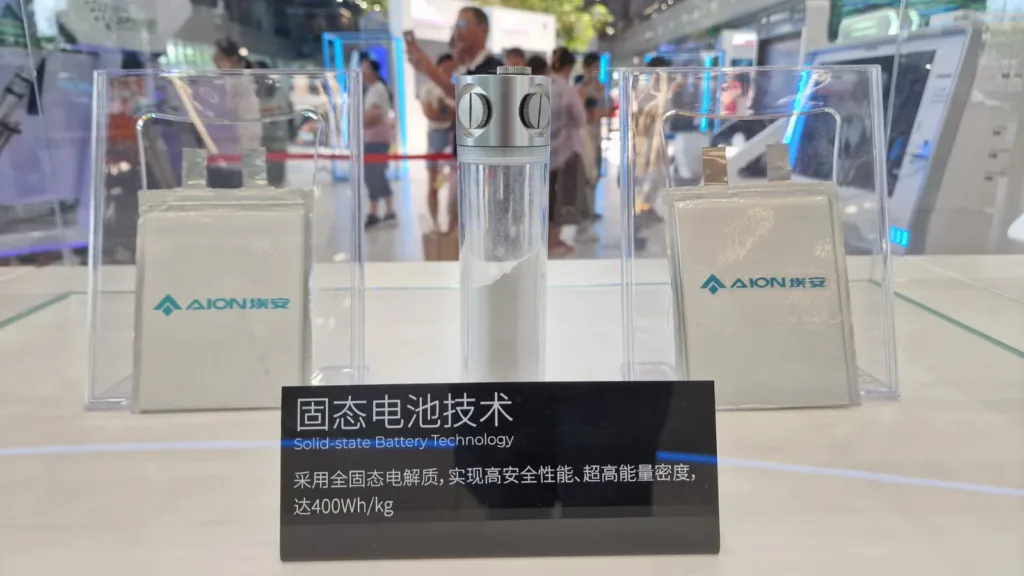 AION埃安
AION埃安
固态电池技术
Solid-state Battery Technology
采用全固态电解质,实现高安全性能、超高能量密度,
达400Wh/kg